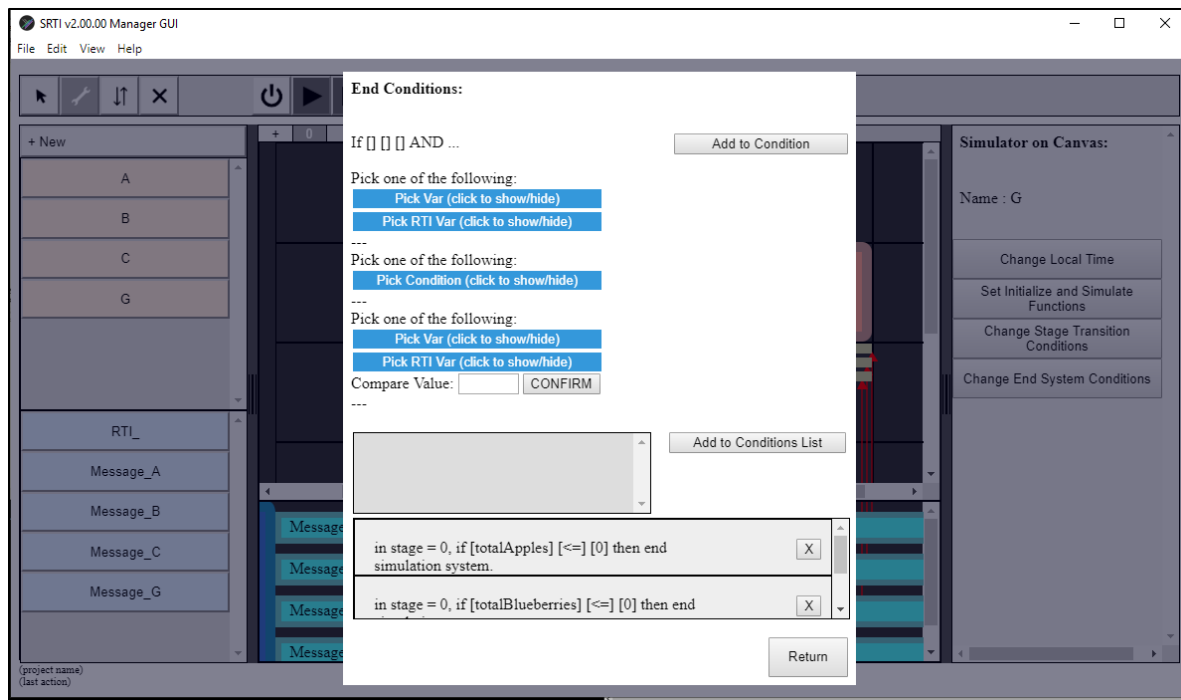 SRTI v2.00.00 Manager GUI
File Edit View Help
+ New
A
B
C
G
RTI_
Message_A
Message_B
Message_C
Message_G
+ 0
Message
Message
Message
Message
End Conditions:
If [] [] [] AND ...
Add to Condition
Pick one of the following:
Pick Var (click to show/hide)
Pick RTI Var (click to show/hide)
---
Pick one of the following:
Pick Condition (click to show/hide)
---
Pick one of the following:
Pick Var (click to show/hide)
Pick RTI Var (click to show/hide)
Compare Value: CONFIRM
---
Add to Conditions List
in stage = 0, if [totalApples] [<=] [0] then end
simulation system.
X
in stage = 0, if [totalBlueberries] [<=] [0] then end
X
Return
Simulator on Canvas:
Name : G
Change Local Time
Set Initialize and Simulate
Functions
Change Stage Transition
Conditions
Change End System Conditions
(project name)
(last action)